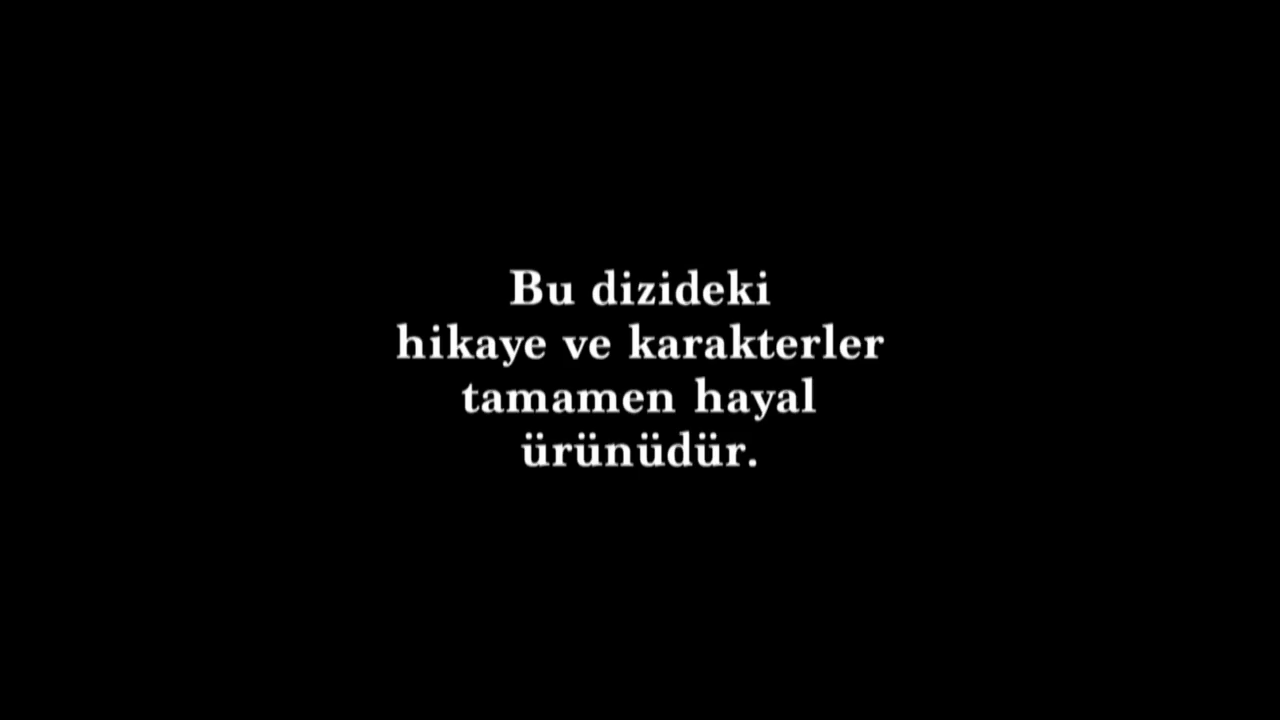 Bu dizideki
hikaye ve karakterler
tamamen hayal
ürünüdür.